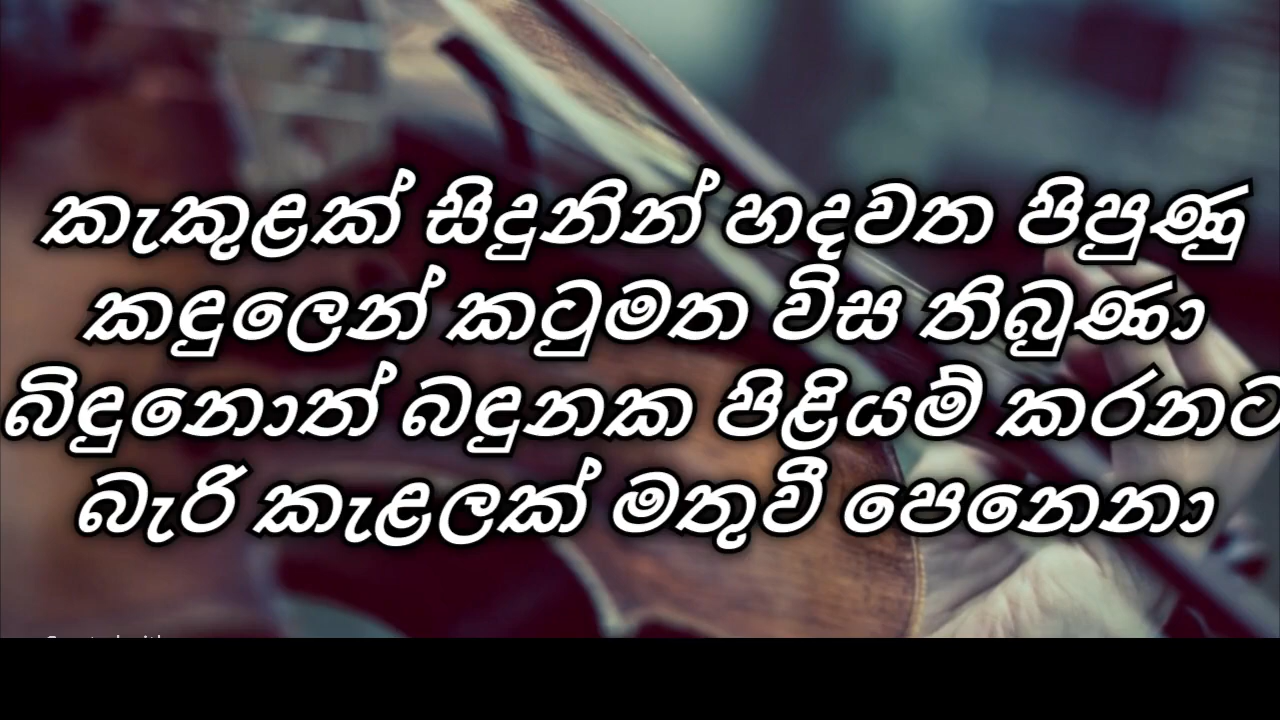 කැකුළක් සිදුනින් හදවත පිපුණු
කඳුලෙන් කටුමත විස තිබුණා
බිඳුනොත් බඳුනක පිළියම් කරනට
බැරි කැළලක් මතුවී පෙනෙනා